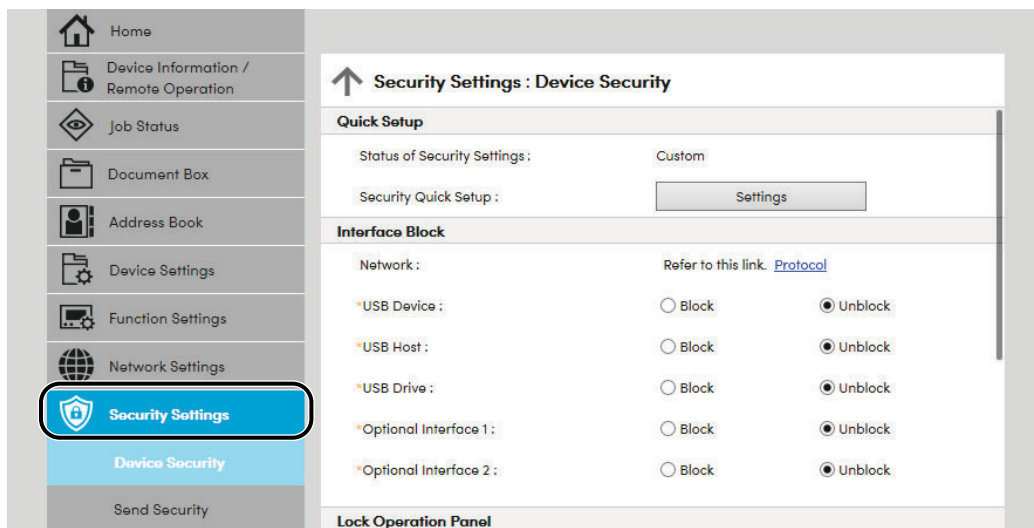 Home
Device Information /
Remote Operation
Job Status
Document Box
Address Book
Device Settings
Function Settings
Network Settings
Security Settings
Device Security
Send Security
Security Settings : Device Security
Quick Setup
Status of Security Settings : Custom
Security Quick Setup : Settings
Interface Block
Network : Refer to this link. Protocol
*USB Device : Block Unblock
*USB Host : Block Unblock
*USB Drive : Block Unblock
*Optional Interface 1 : Block Unblock
*Optional Interface 2 : Block Unblock
Lock Operation Panel